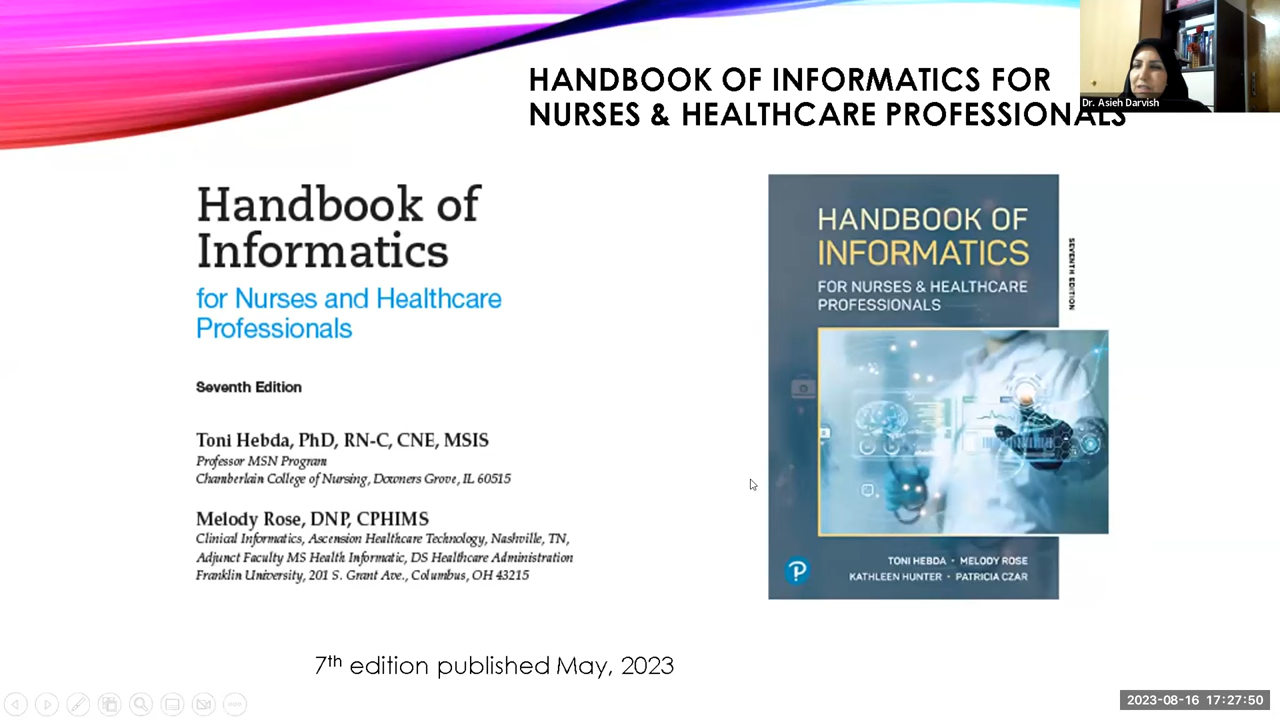 HANDBOOK OF INFORMATICS FOR
NURSES & HEALTHCARE PROFESSIONALS
Dr. Asieh Darvish
Handbook of
Informatics
for Nurses and Healthcare
Professionals
Seventh Edition
Toni Hebda, PhD, RN-C, CNE, MSIS
Professor MSN Program
Chamberlain College of Nursing, Downers Grove, IL 60515
Melody Rose, DNP, CPHIMS
Clinical Informatics, Ascension Healthcare Technology, Nashville, TN,
Adjunct Faculty MS Health Informatic, DS Healthcare Administration
Franklin University, 201 S. Grant Ave., Columbus, OH 43215
HANDBOOK OF
INFORMATICS
FOR NURSES & HEALTHCARE
PROFESSIONALS
SEVENTH EDITION
P
TONI HEBDA • MELODY ROSE
KATHLEEN HUNTER • PATRICIA CZAR
7th edition published May, 2023
2023-08-16 17:27:50